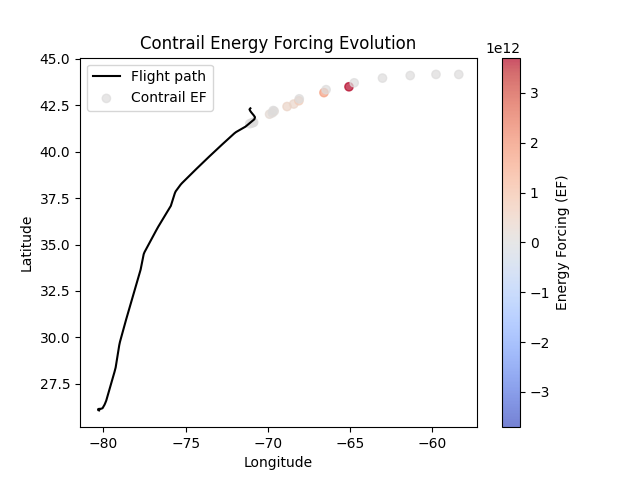 Contrail Energy Forcing Evolution
1e12
Flight path
Contrail EF
45.0
42.5
40.0
37.5
35.0
32.5
30.0
27.5
Latitude
−80
−75
−70
−65
−60
Longitude
3
2
1
0
−1
−2
−3
Energy Forcing (EF)